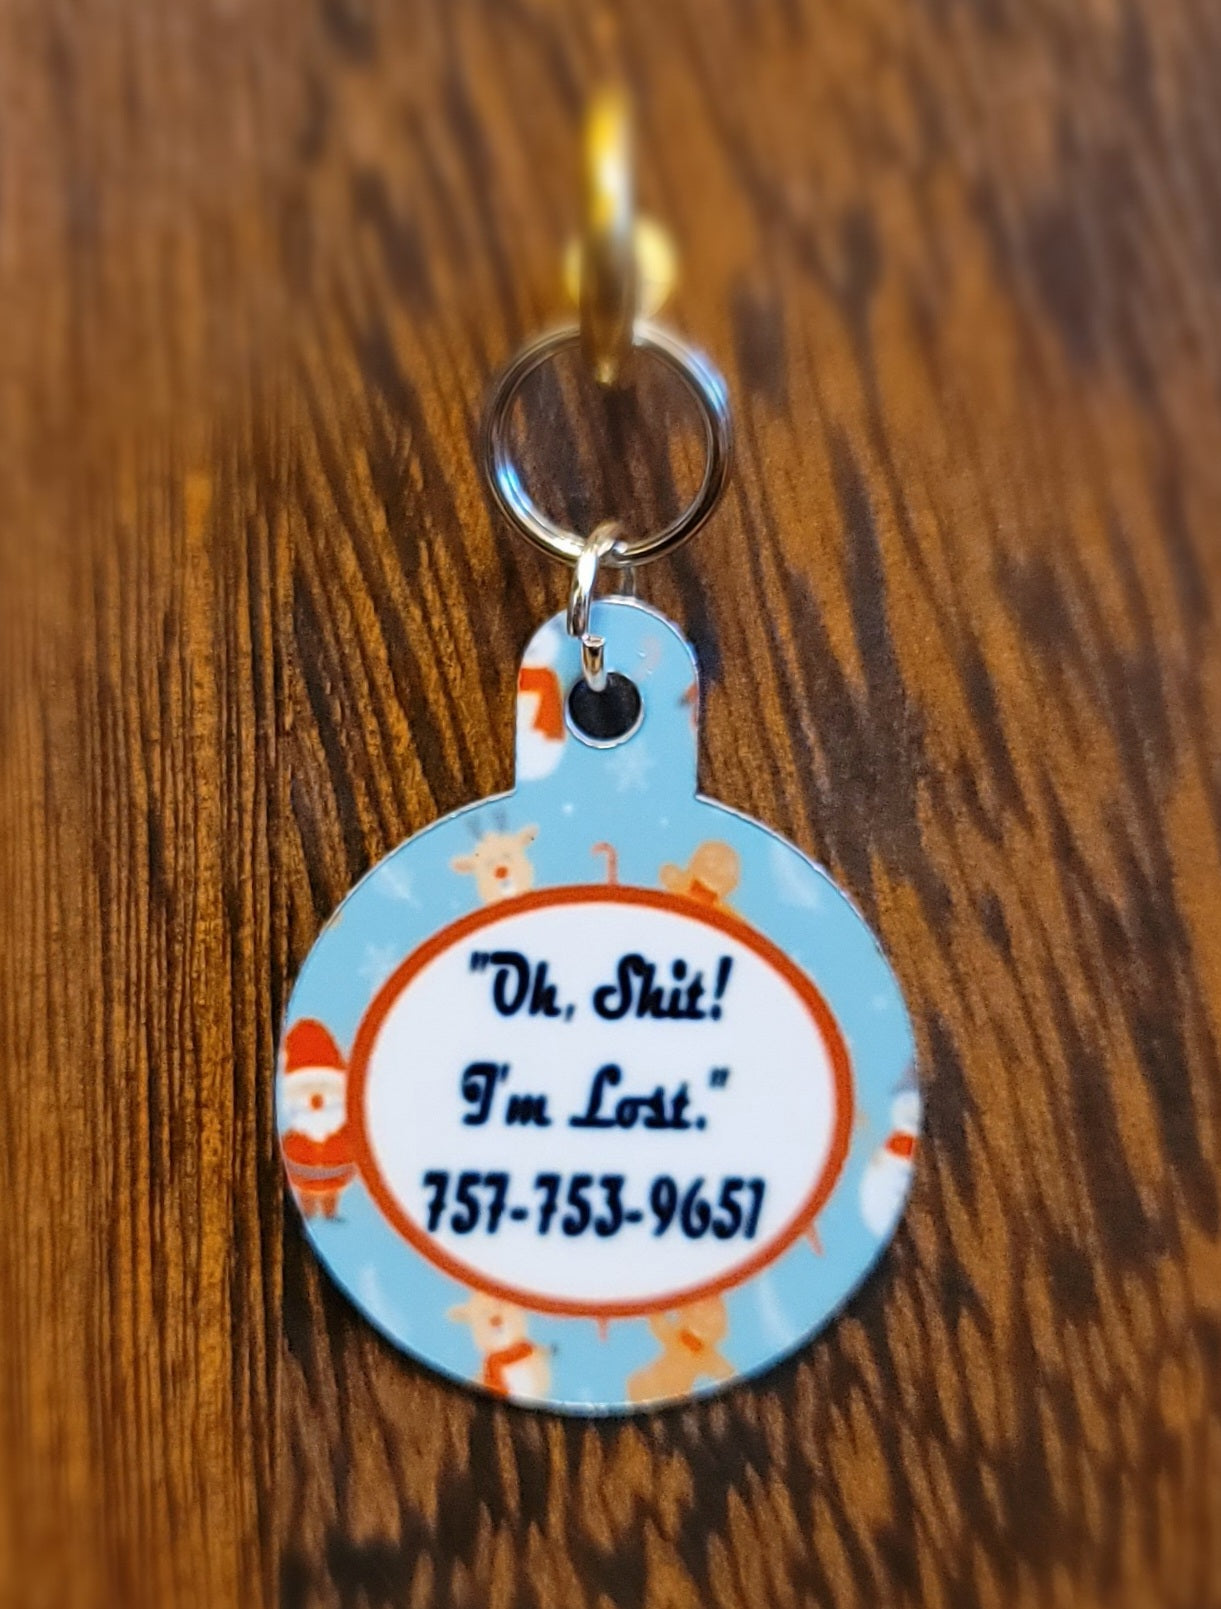 "Oh, Shit!
I'm Lost."
757-753-9651